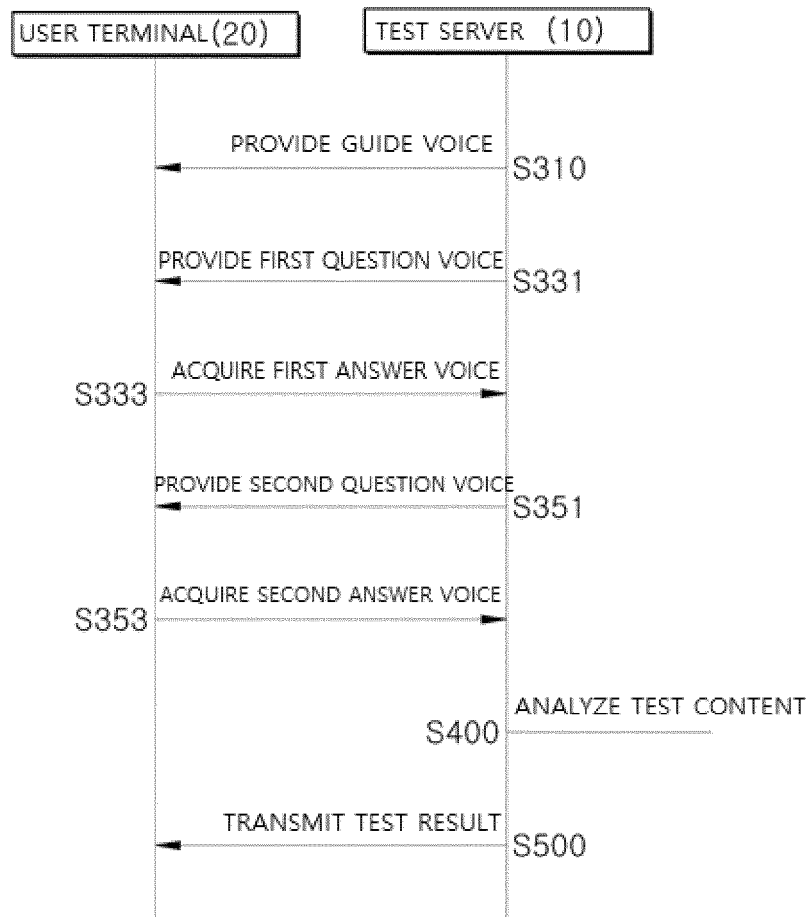 USER TERMINAL(20)
TEST SERVER (10)
PROVIDE GUIDE VOICE
S310
PROVIDE FIRST QUESTION VOICE
S331
ACQUIRE FIRST ANSWER VOICE
S333
PROVIDE SECOND QUESTION VOICE
S351
ACQUIRE SECOND ANSWER VOICE
S353
ANALYZE TEST CONTENT
S400
TRANSMIT TEST RESULT
S500